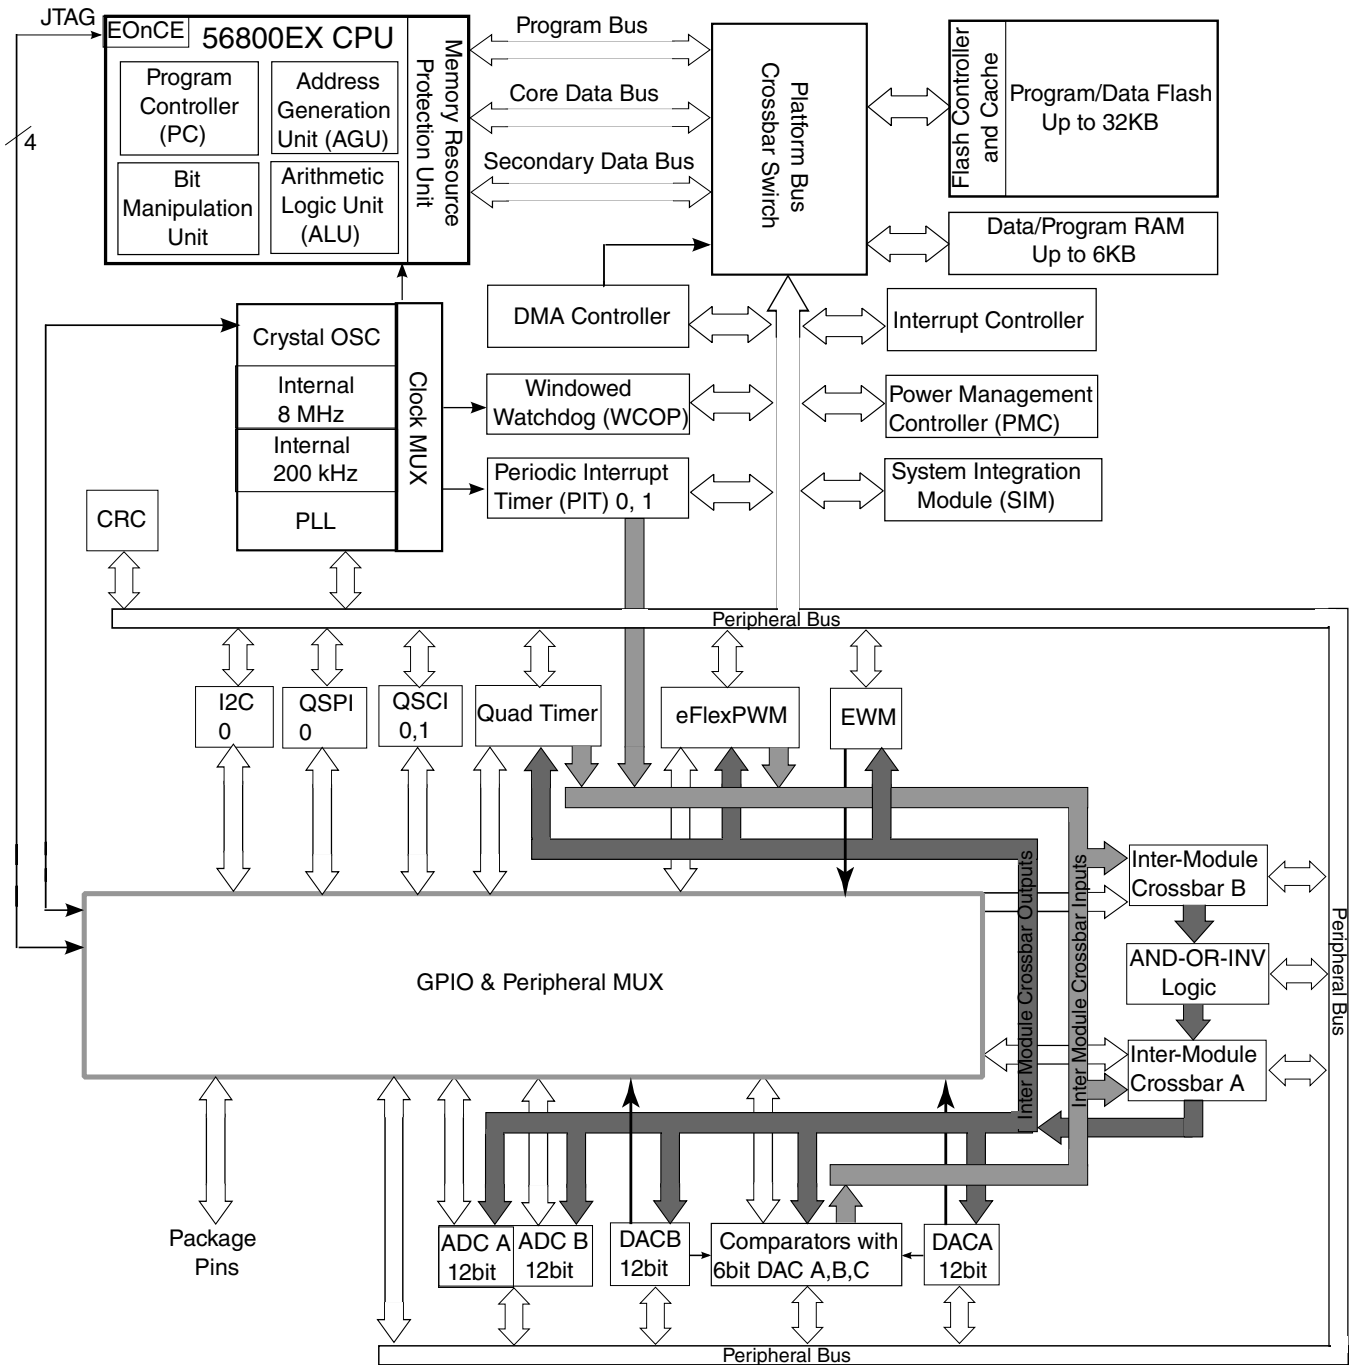 JTAG
EOnCE
56800EX CPU
Program
Controller
(PC)
Address
Generation
Unit (AGU)
Bit
Manipulation
Unit
Arithmetic
Logic Unit
(ALU)
Memory Resource
Protection Unit
4
Program Bus
Core Data Bus
Secondary Data Bus
Platform Bus
Crossbar Swirch
Flash Controller
and Cache
Program/Data Flash
Up to 32KB
Data/Program RAM
Up to 6KB
Crystal OSC
Internal
8 MHz
Internal
200 kHz
PLL
Clock MUX
DMA Controller
Windowed
Watchdog (WCOP)
Periodic Interrupt
Timer (PIT) 0, 1
Interrupt Controller
Power Management
Controller (PMC)
System Integration
Module (SIM)
CRC
Peripheral Bus
I2C
0
QSPI
0
QSCI
0,1
Quad Timer
eFlexPWM
EWM
Inter Module Crossbar Outputs
Inter Module Crossbar Inputs
Inter-Module
Crossbar B
AND-OR-INV
Logic
Inter-Module
Crossbar A
Peripheral Bus
GPIO & Peripheral MUX
Package
Pins
ADC A
12bit
ADC B
12bit
DACB
12bit
Comparators with
6bit DAC A,B,C
DACA
12bit
Peripheral Bus